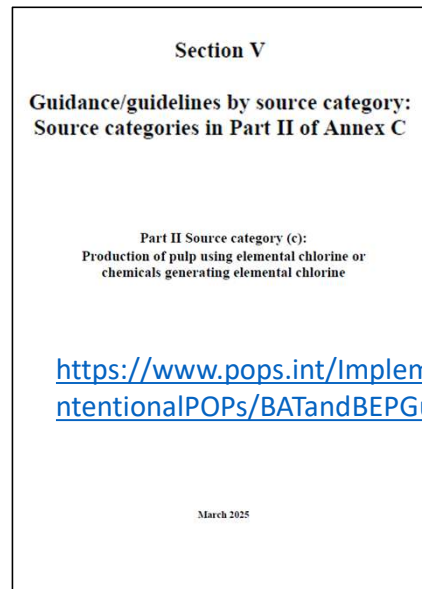 Section V
Guidance/guidelines by source category:
Source categories in Part II of Annex C
Part II Source category (c):
Production of pulp using elemental chlorine or
chemicals generating elemental chlorine
https://www.pops.int/Implem
ntentionalPOPs/BATandBEPGu
March 2025